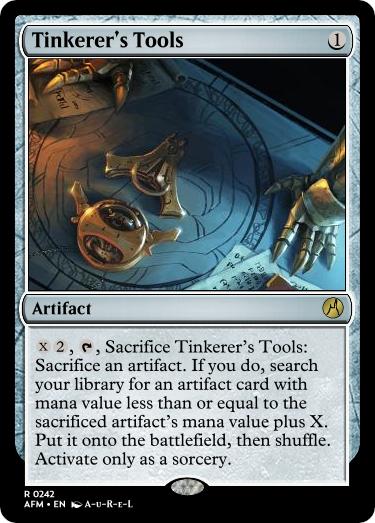 Tinkerer's Tools 1
Artifact
X 2, , Sacrifice Tinkerer's Tools:
Sacrifice an artifact. If you do, search
your library for an artifact card with
mana value less than or equal to the
sacrificed artifact's mana value plus X.
Put it onto the battlefield, then shuffle.
Activate only as a sorcery.
R 0242
AFM • EN A-U-R-E-L